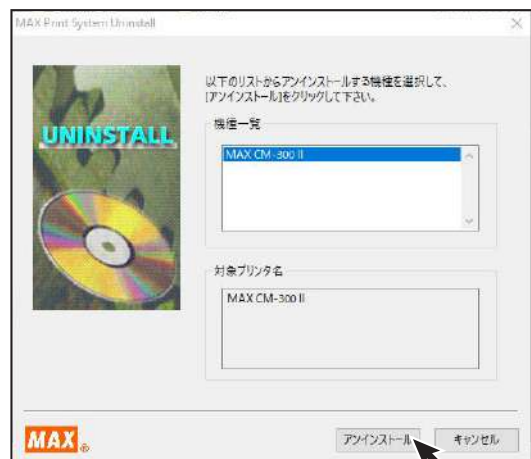 MAX Print System Uninstall
UNINSTALL
以下のリストからアンインストールする機種を選択して、
[アンインストール]をクリックして下さい。
機種一覧
MAX CM-300 II
対象プリンタ名
MAX CM-300 II
MAX®
アンインストール
キャンセル